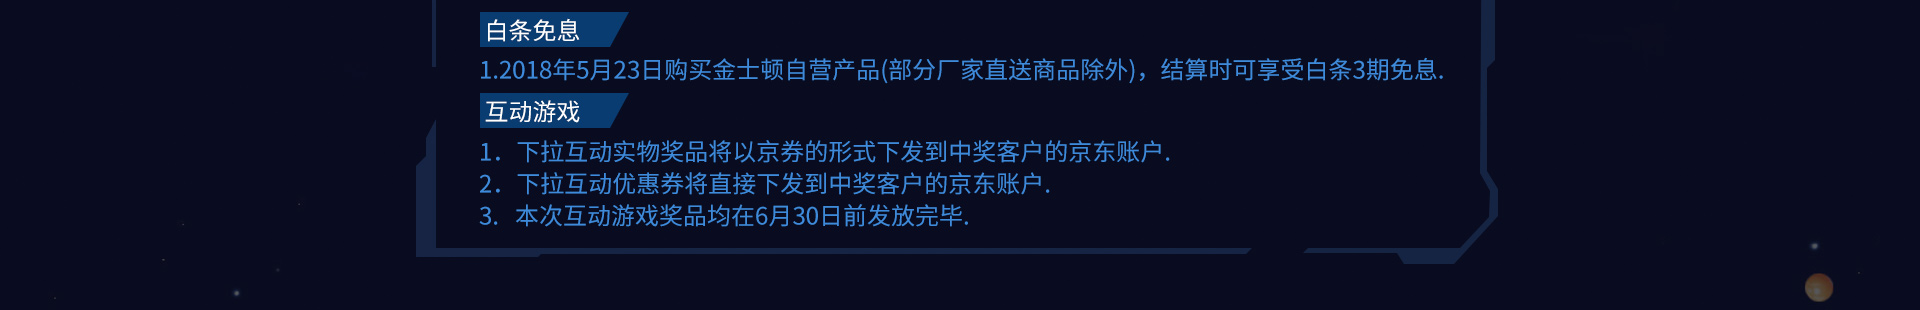 白条免息
1.2018年5月23日购买金士顿自营产品(部分厂家直送商品除外)，结算时可享受白条3期免息.
互动游戏
1．下拉互动实物奖品将以京券的形式下发到中奖客户的京东账户.
2．下拉互动优惠券将直接下发到中奖客户的京东账户.
3. 本次互动游戏奖品均在6月30日前发放完毕.